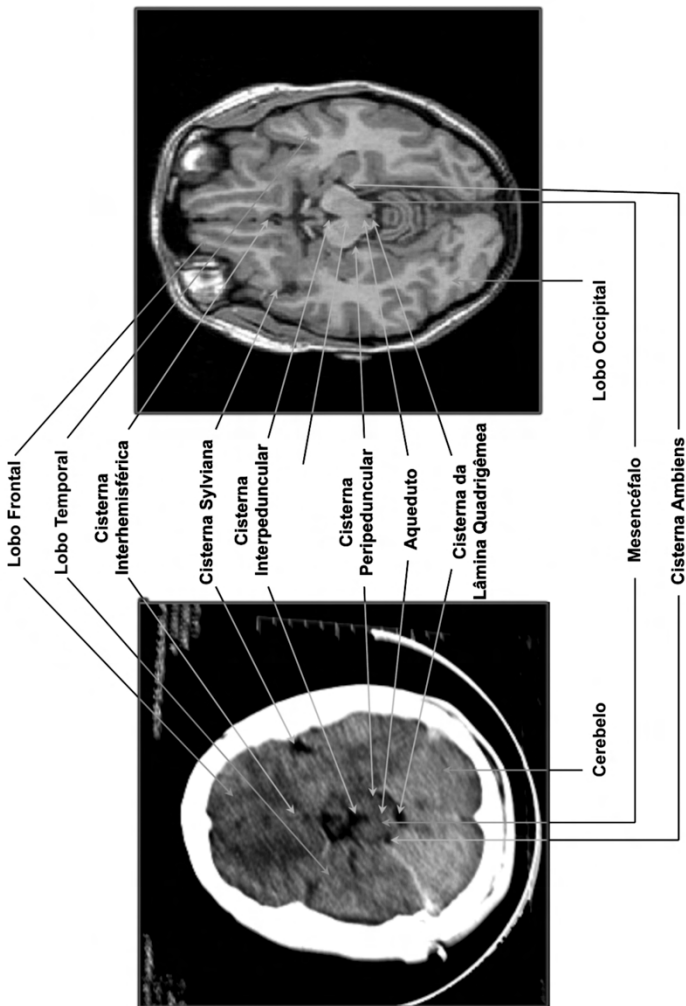 Lobo Frontal
Lobo Temporal
Cisterna
Interhemisférica
Cisterna Sylviana
Cisterna
Interpeduncular
Cisterna
Peripeduncular
Aqueduto
Cisterna da
Lâmina Quadrigêmea
Lobo Occipital
Cerebelo
Mesencéfalo
Cisterna Ambiens